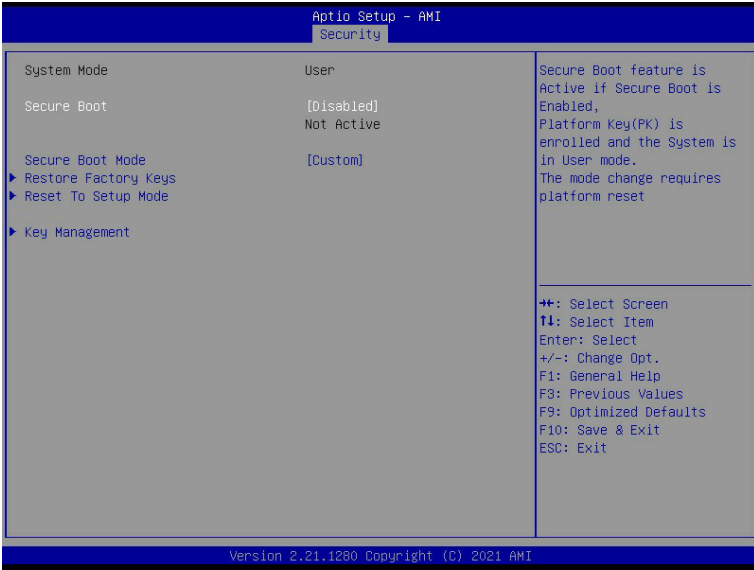 Aptio Setup – AMI
Security
System Mode User
Secure Boot [Disabled]
Not Active
Secure Boot Mode [Custom]
Restore Factory Keys
Reset To Setup Mode
Key Management
Secure Boot feature is
Active if Secure Boot is
Enabled,
Platform Key(PK) is
enrolled and the System is
in User mode.
The mode change requires
platform reset
→←: Select Screen
↑↓: Select Item
Enter: Select
+/-: Change Opt.
F1: General Help
F3: Previous Values
F9: Optimized Defaults
F10: Save & Exit
ESC: Exit
Version 2.21.1280 Copyright (C) 2021 AMI